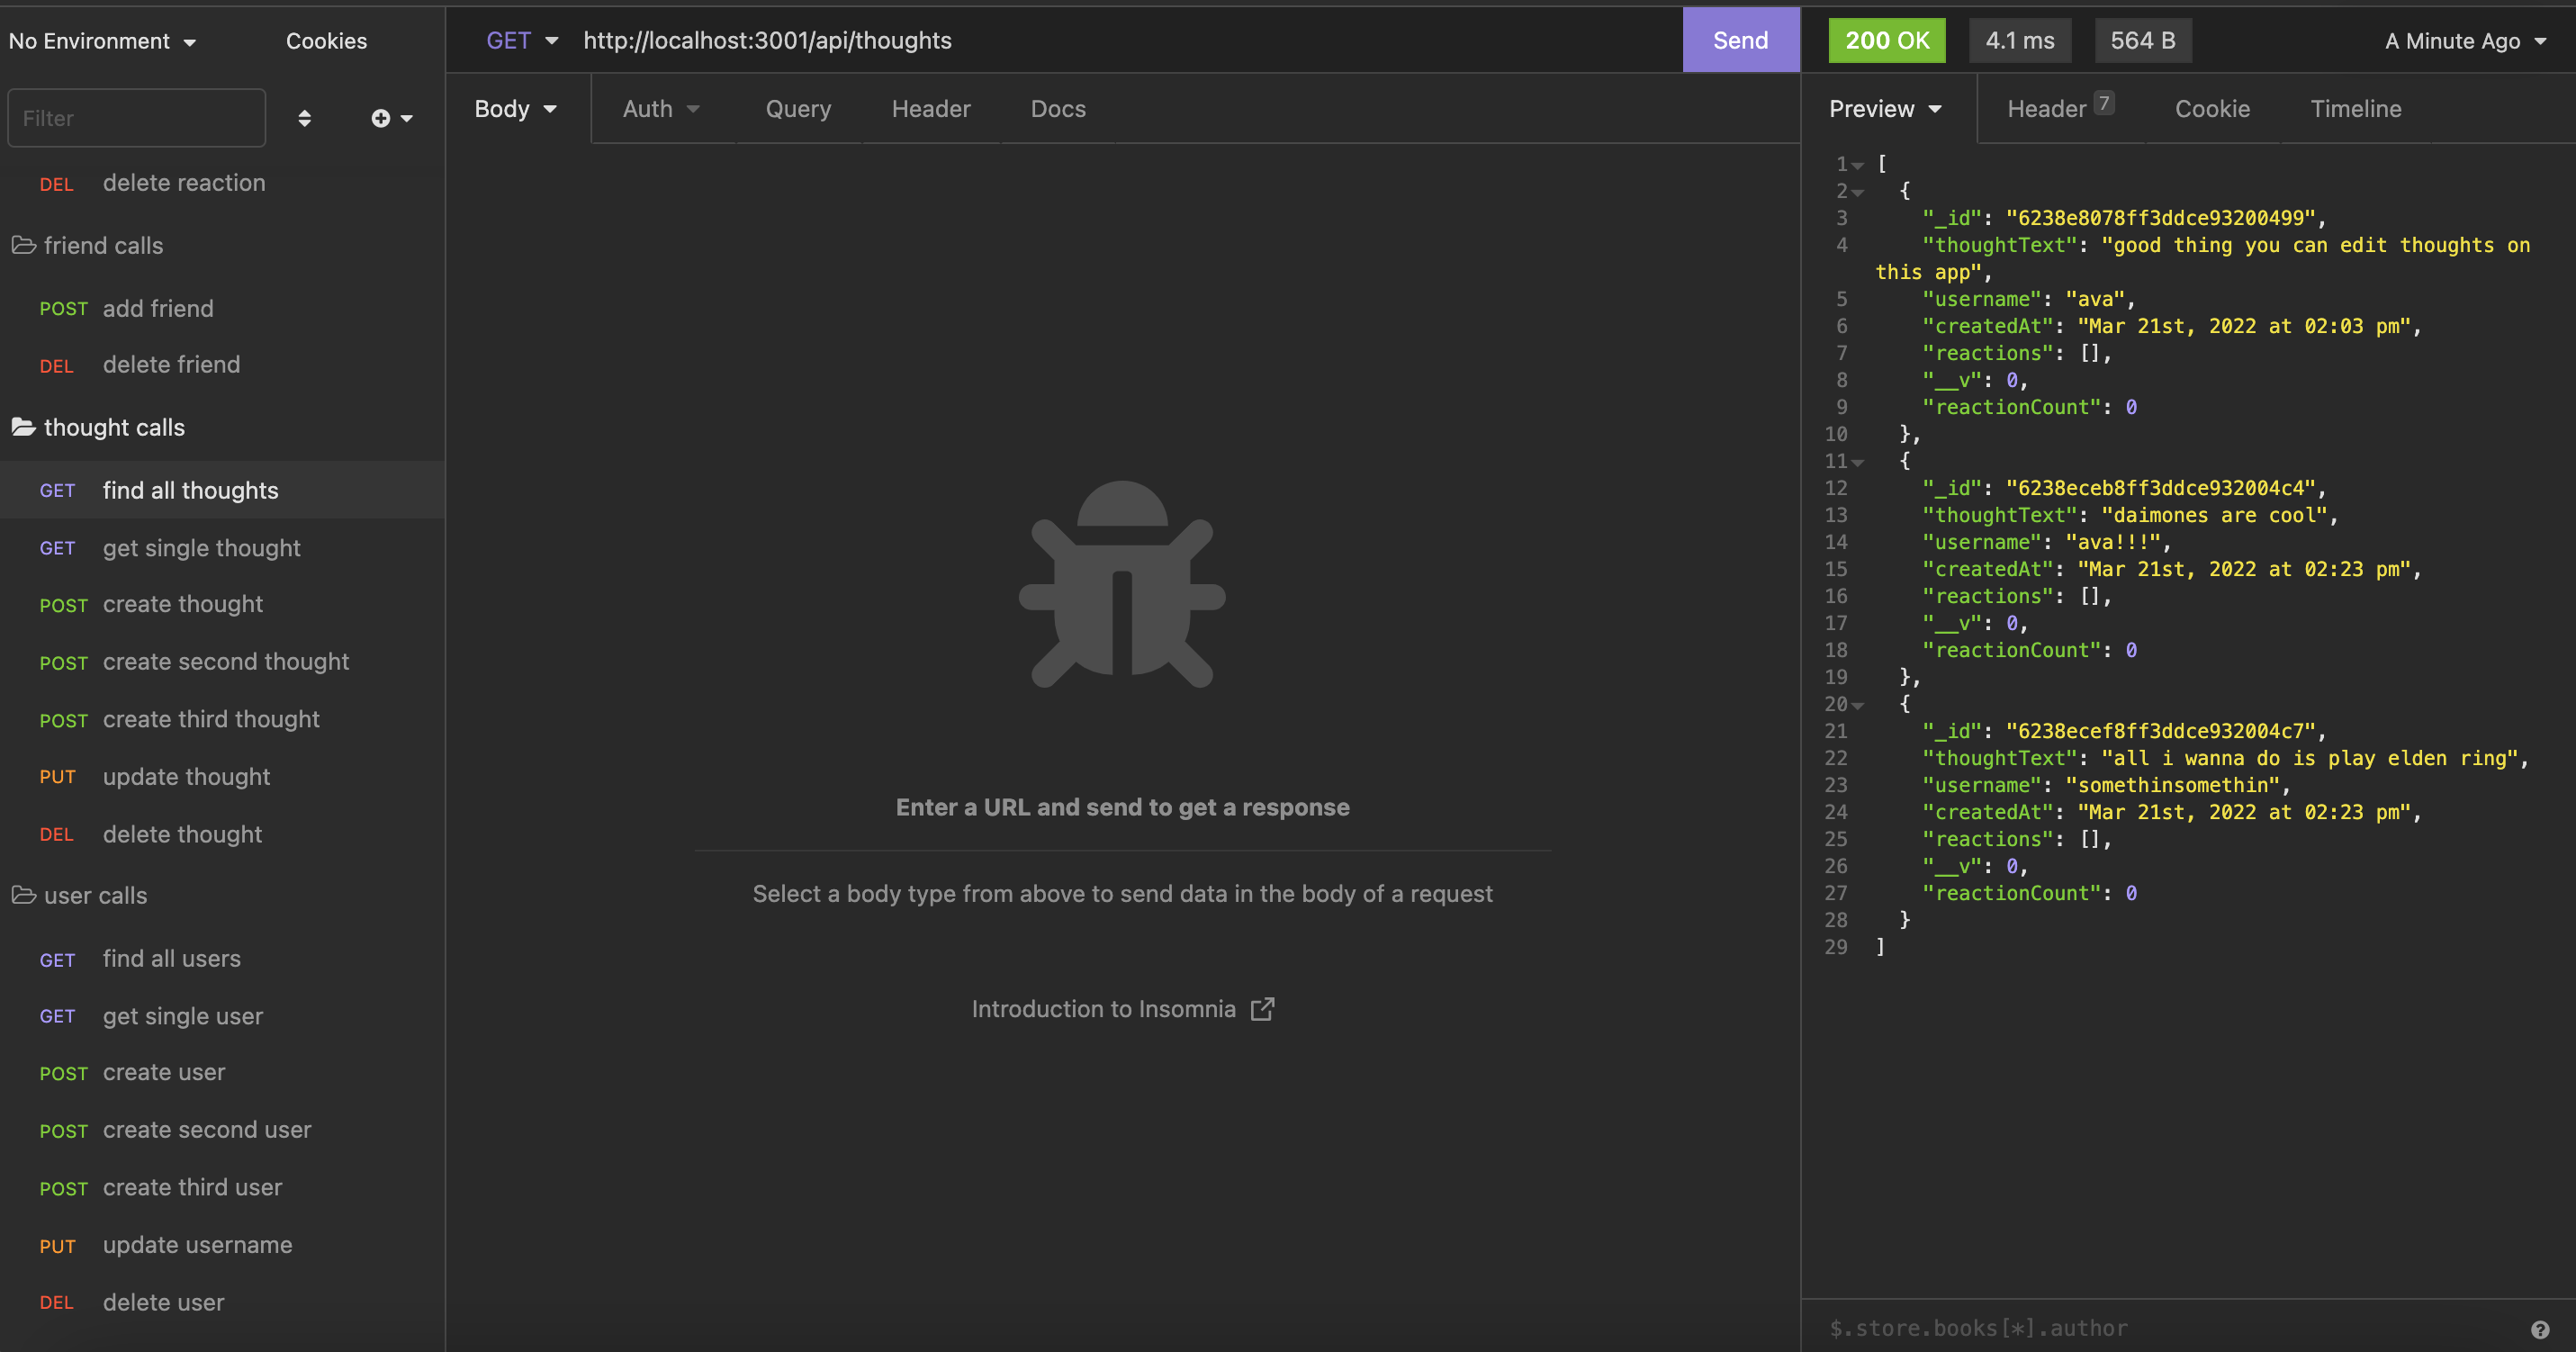 No Environment
Cookies
Filter
DEL delete reaction
friend calls
POST add friend
DEL delete friend
thought calls
GET find all thoughts
GET get single thought
POST create thought
POST create second thought
POST create third thought
PUT update thought
DEL delete thought
user calls
GET find all users
GET get single user
POST create user
POST create second user
POST create third user
PUT update username
DEL delete user
GET http://localhost:3001/api/thoughts Send
Body Auth Query Header Docs
Enter a URL and send to get a response
Select a body type from above to send data in the body of a request
Introduction to Insomnia
200 OK 4.1 ms 564 B A Minute Ago
Preview Header 7 Cookie Timeline
1 [
2 {
3 "_id": "6238e8078ff3ddce93200499",
4 "thoughtText": "good thing you can edit thoughts on
this app",
5 "username": "ava",
6 "createdAt": "Mar 21st, 2022 at 02:03 pm",
7 "reactions": [],
8 "__v": 0,
9 "reactionCount": 0
10 },
11 {
12 "_id": "6238eceb8ff3ddce932004c4",
13 "thoughtText": "daimones are cool",
14 "username": "ava!!!",
15 "createdAt": "Mar 21st, 2022 at 02:23 pm",
16 "reactions": [],
17 "__v": 0,
18 "reactionCount": 0
19 },
20 {
21 "_id": "6238ecef8ff3ddce932004c7",
22 "thoughtText": "all i wanna do is play elden ring",
23 "username": "somethinsomethin",
24 "createdAt": "Mar 21st, 2022 at 02:23 pm",
25 "reactions": [],
26 "__v": 0,
27 "reactionCount": 0
28 }
29 ]
$.store.books[*].author